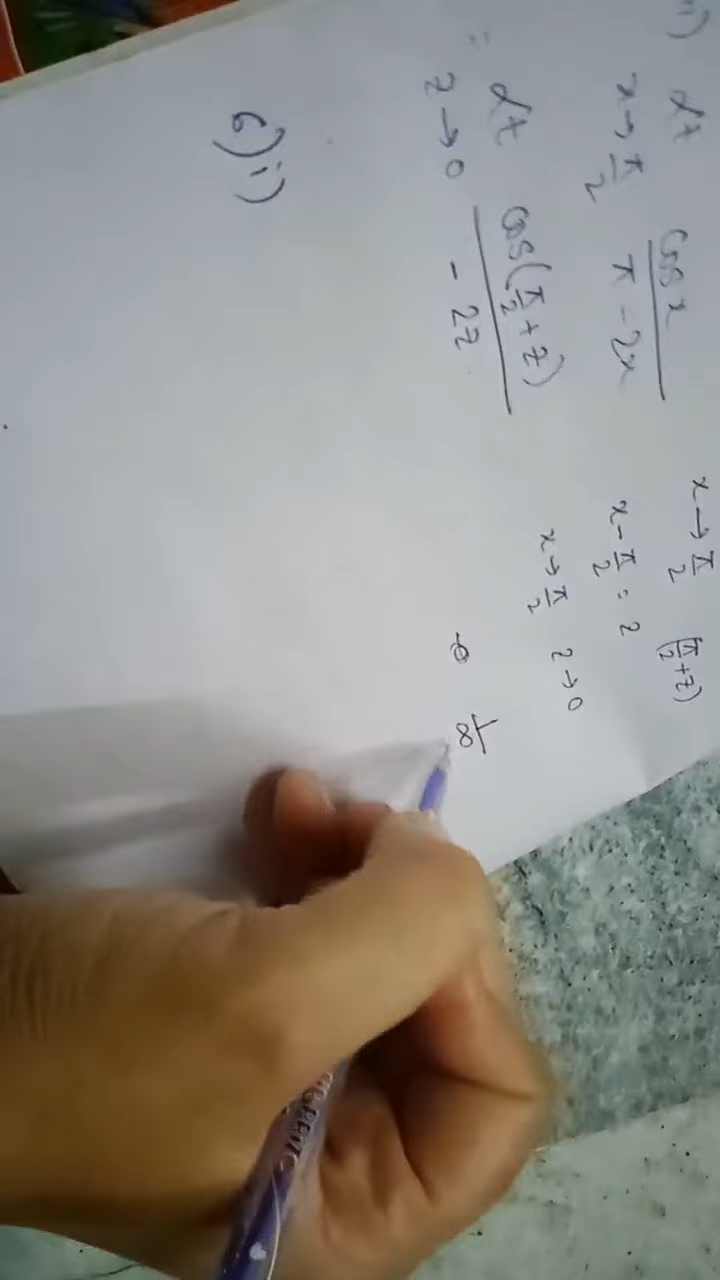 ii) lt x→π/2 cos x / π - 2x
= lt z→0 cos(π/2 + z) / - 2z
x→π/2 (π/2 + z)
x - π/2 = z
x→π/2 z→0
1/∞
6) i)